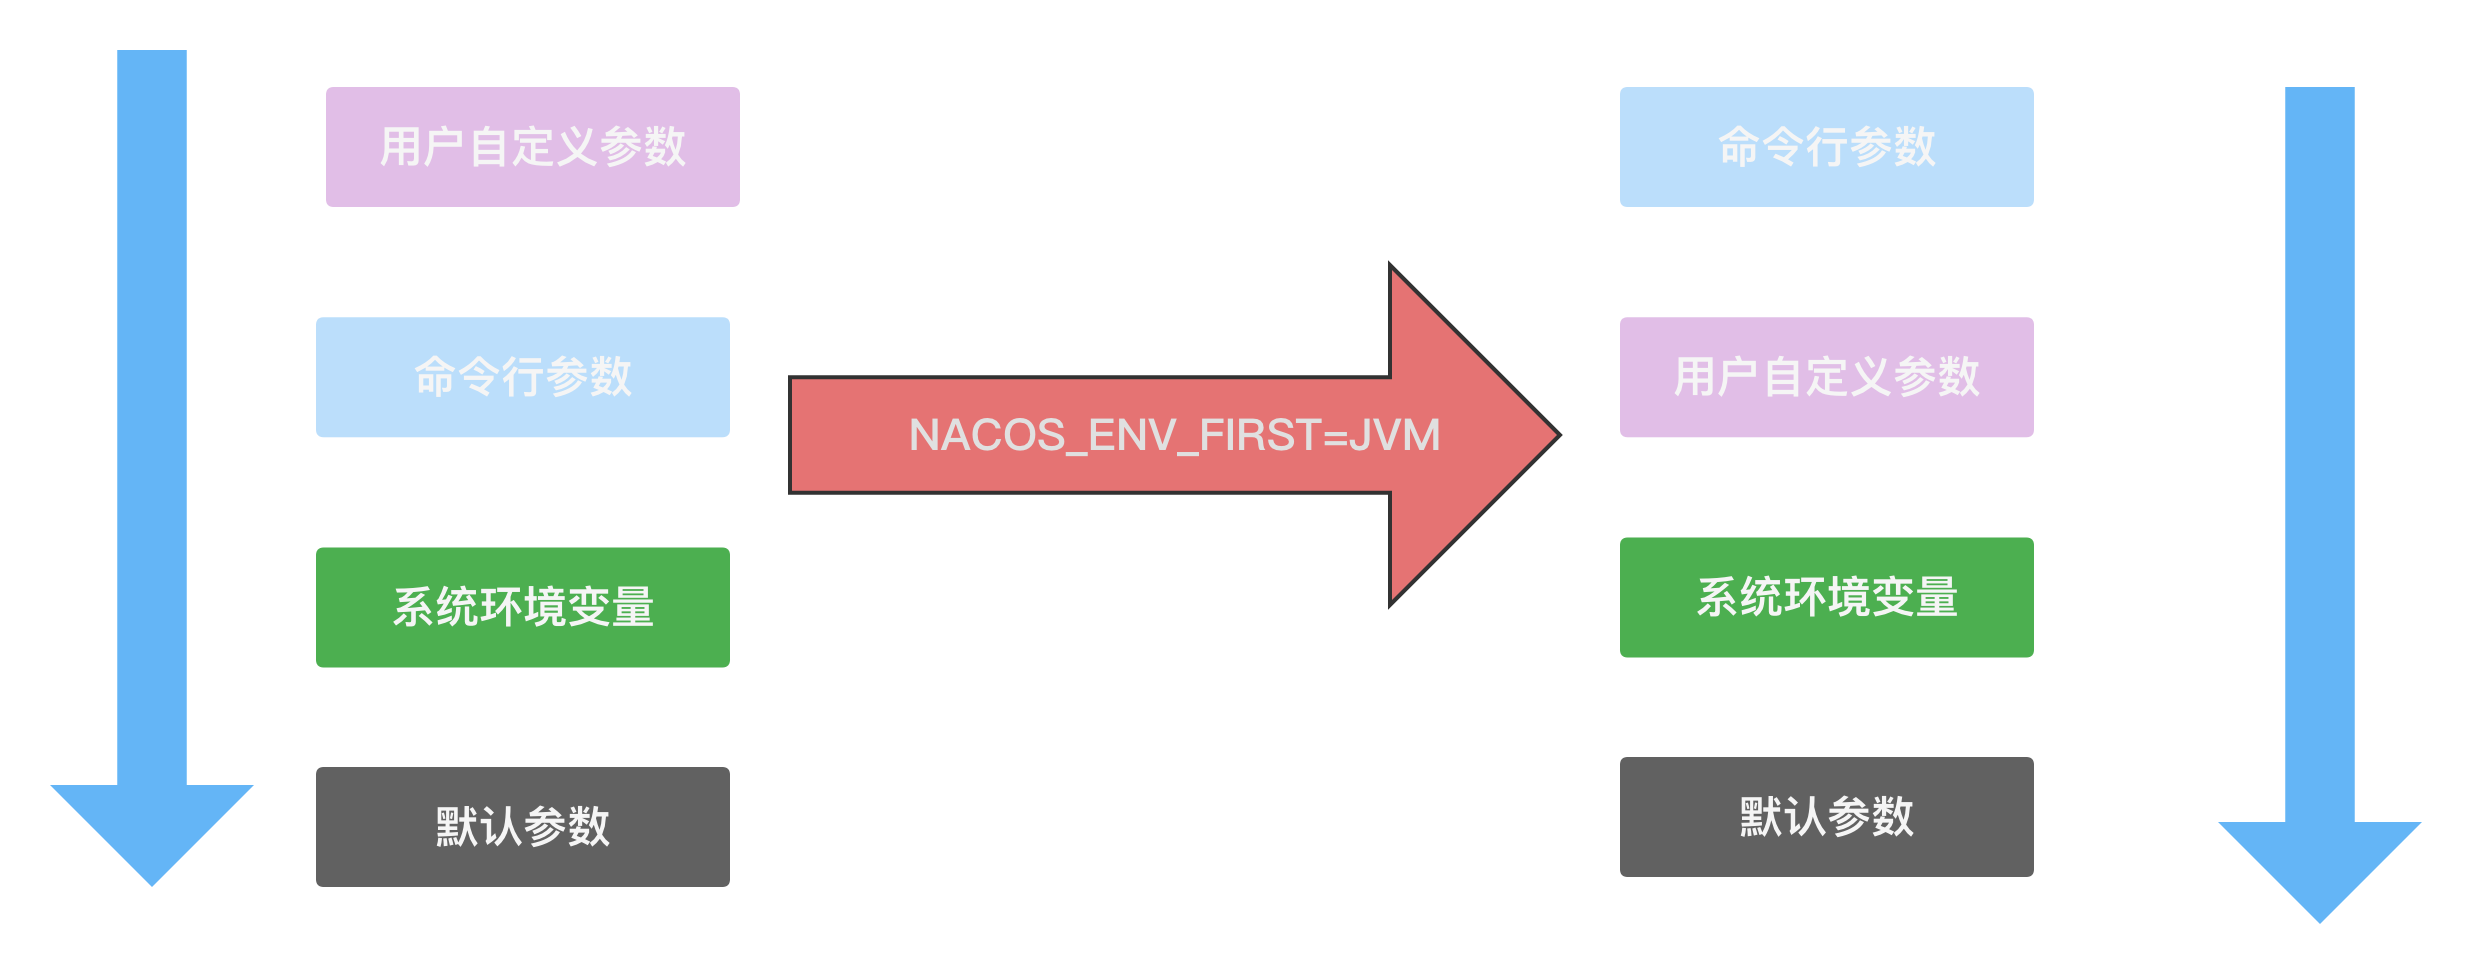 用户自定义参数
命令行参数
系统环境变量
默认参数
NACOS_ENV_FIRST=JVM
命令行参数
用户自定义参数
系统环境变量
默认参数